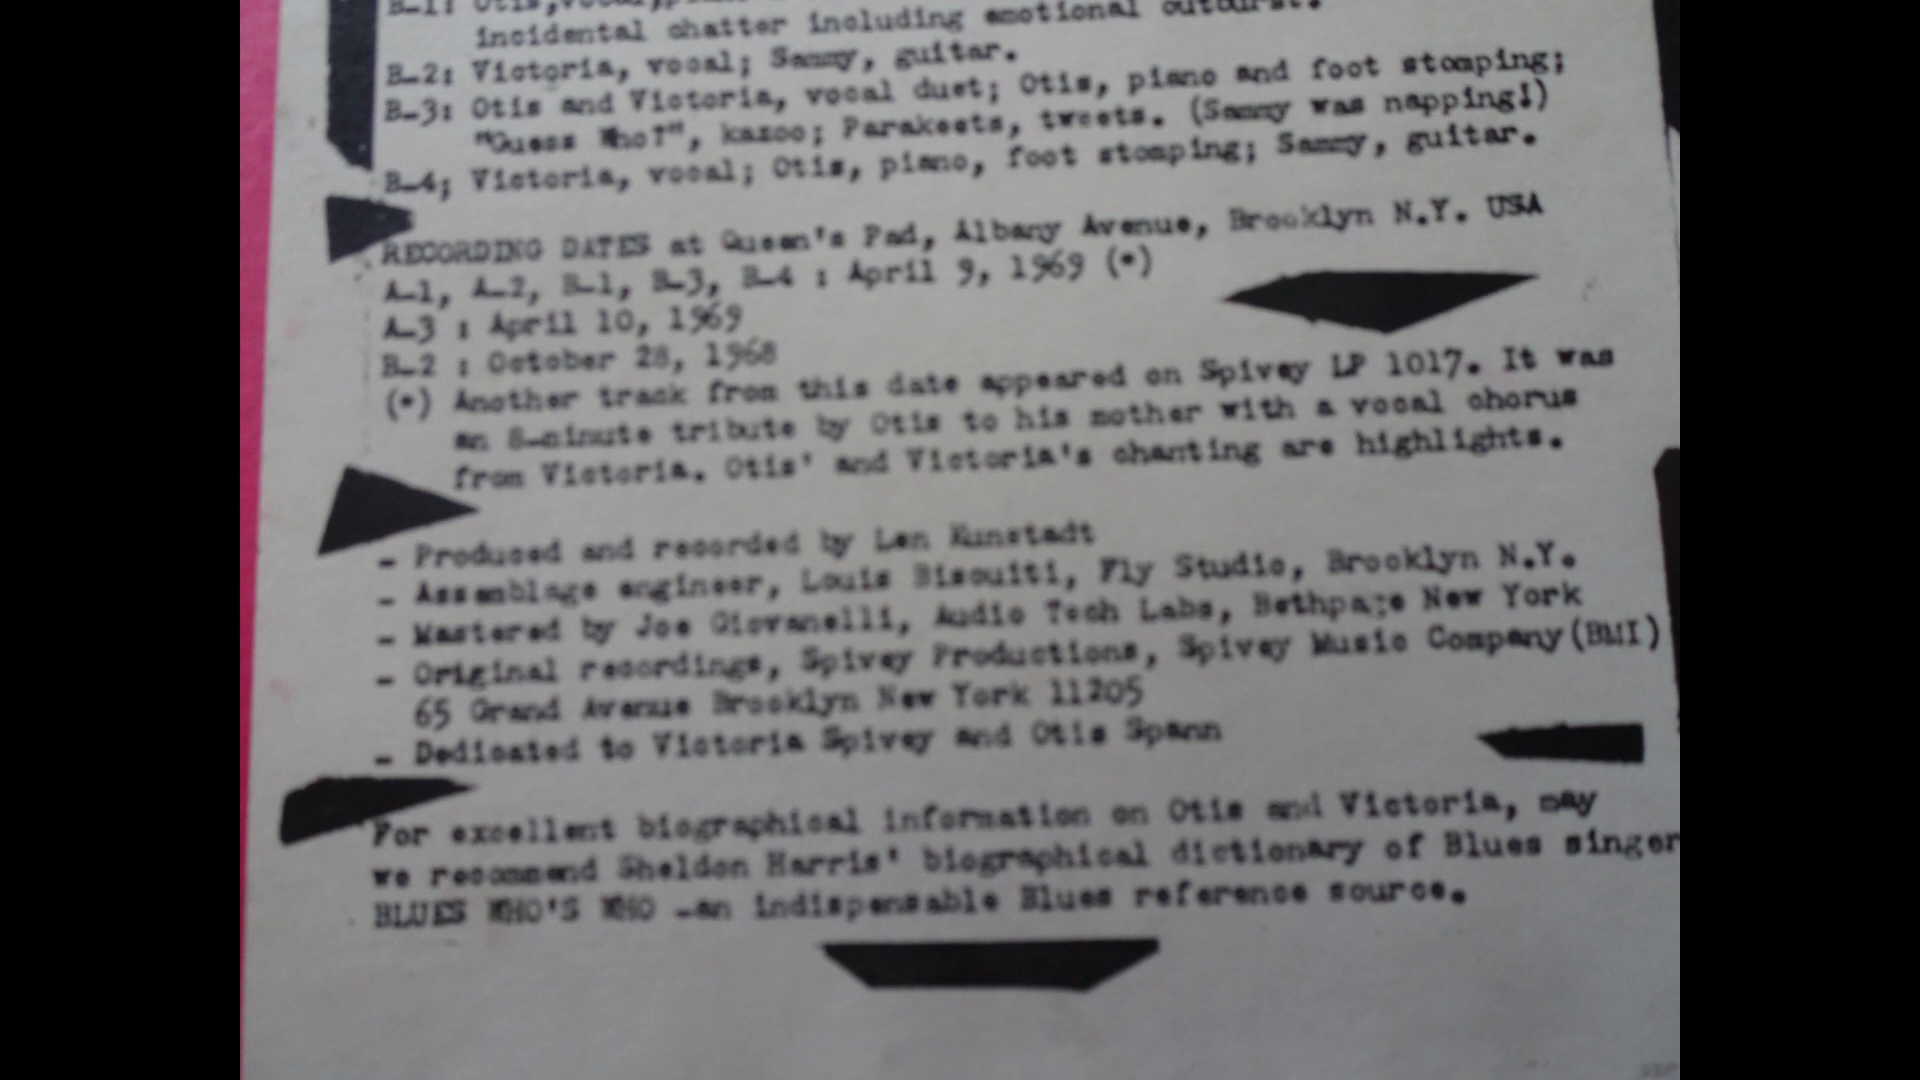 B-1: Otis, vocal,
incidental chatter including emotional outburst.
B-2: Victoria, vocal; Sammy, guitar.
B-3: Otis and Victoria, vocal duet; Otis, piano and foot stomping;
"Guess Who?", kazoo; Parakeets, tweets. (Sammy was napping!)
B-4; Victoria, vocal; Otis, piano, foot stomping; Sammy, guitar.
RECORDING DATES at Queen's Pad, Albany Avenue, Brooklyn N.Y. USA
A-1, A-2, B-1, B-3, B-4 : April 9, 1969 (*)
A-3 : April 10, 1969
B-2 : October 28, 1968
(*) Another track from this date appeared on Spivey LP 1017. It was
an 8-minute tribute by Otis to his mother with a vocal chorus
from Victoria. Otis' and Victoria's chanting are highlights.
- Produced and recorded by Len Kunstadt
- Assemblage engineer, Louis Biscuiti, Fly Studio, Brooklyn N.Y.
- Mastered by Joe Giovanelli, Audio Tech Labs, Bethpage New York
- Original recordings, Spivey Productions, Spivey Music Company(BMI)
65 Grand Avenue Brooklyn New York 11205
- Dedicated to Victoria Spivey and Otis Spann
For excellent biographical information on Otis and Victoria, may
we recommend Sheldon Harris' biographical dictionary of Blues singer
BLUES WHO'S WHO -an indispensable Blues reference source.